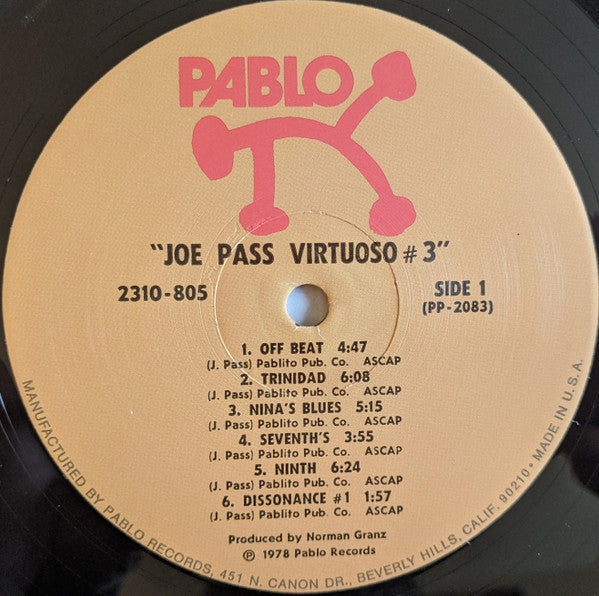 PABLO
"JOE PASS VIRTUOSO # 3"
2310-805
SIDE 1
(PP-2083)
1. OFF BEAT 4:47
(J. Pass) Pablito Pub. Co. ASCAP
2. TRINIDAD 6:08
(J. Pass) Pablito Pub. Co. ASCAP
3. NINA'S BLUES 5:15
(J. Pass) Pablito Pub. Co. ASCAP
4. SEVENTH'S 3:55
(J. Pass) Pablito Pub. Co. ASCAP
5. NINTH 6:24
(J. Pass) Pablito Pub. Co. ASCAP
6. DISSONANCE #1 1:57
(J. Pass) Pablito Pub. Co. ASCAP
Produced by Norman Granz
℗ 1978 Pablo Records
MANUFACTURED BY PABLO RECORDS, 451 N. CANON DR., BEVERLY HILLS, CALIF. 90210 • MADE IN U.S.A.